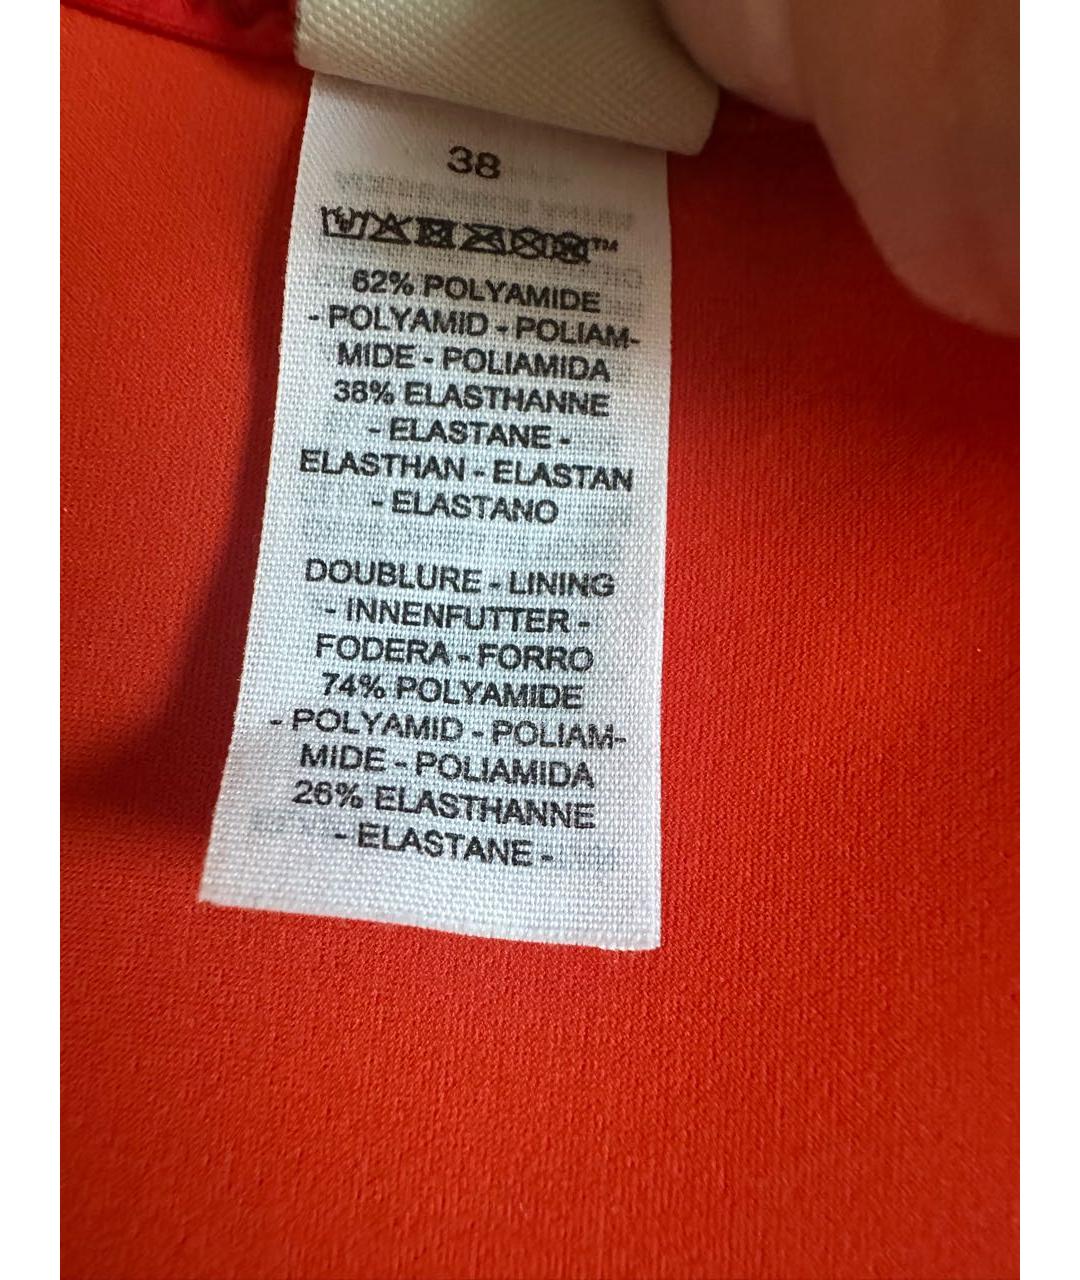 38
™
62% POLYAMIDE
- POLYAMID - POLIAM-
MIDE - POLIAMIDA
38% ELASTHANNE
- ELASTANE -
ELASTHAN - ELASTAN
- ELASTANO
DOUBLURE - LINING
- INNENFUTTER -
FODERA - FORRO
74% POLYAMIDE
- POLYAMID - POLIAM-
MIDE - POLIAMIDA
26% ELASTHANNE
- ELASTANE -